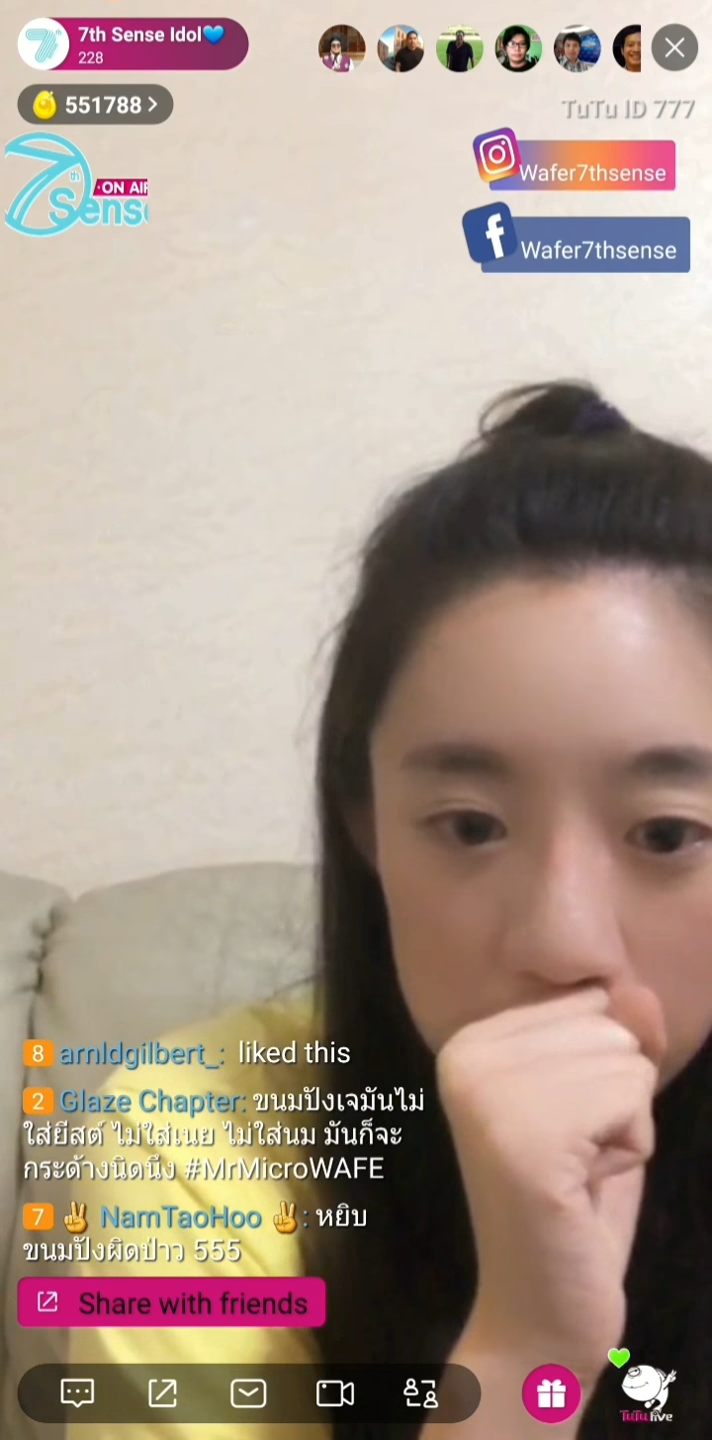 7th Sense Idol💙
228
551788
TuTu ID 777
7th Sense
·ON AIR
Wafer7thsense
Wafer7thsense
8 arnldgilbert_: liked this
2 Glaze Chapter: ขนมปังเจมันไม่
ใส่ยีสต์ ไม่ใส่เนย ไม่ใส่นม มันก็จะ
กระด้างนิดนึง #MrMicroWAFE
7 ✌ NamTaoHoo ✌: หยิบ
ขนมปังผิดป่าว 555
Share with friends
TuTu live